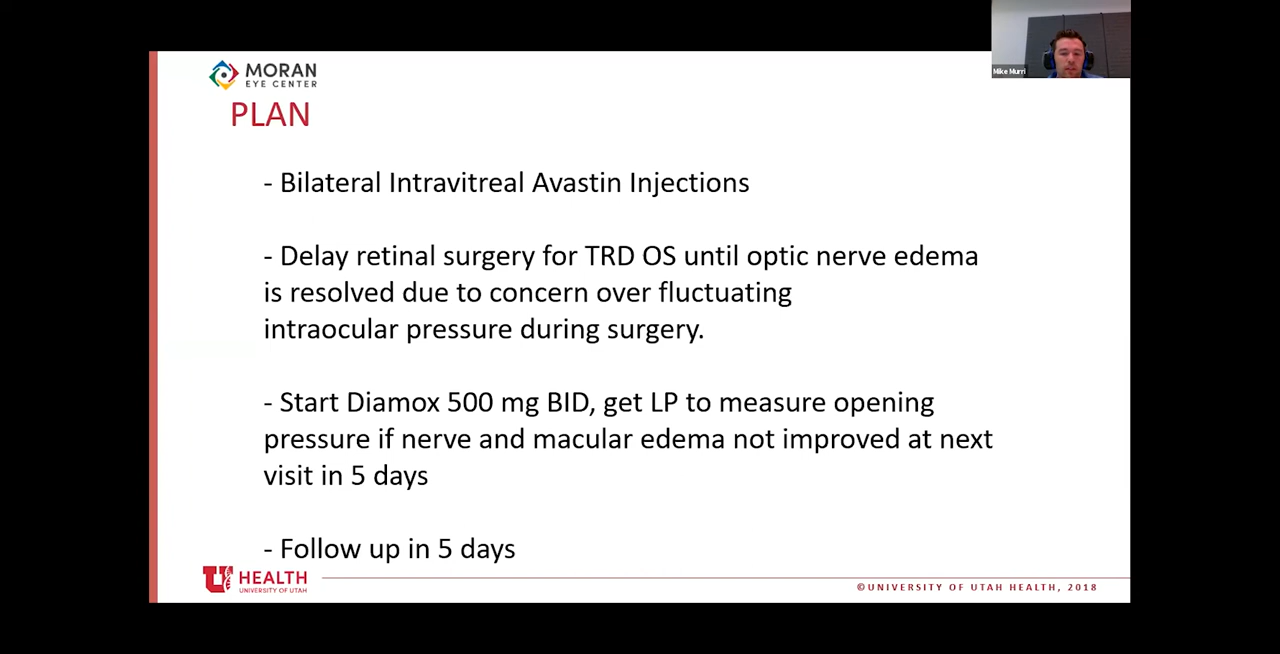 Mike Murri
MORAN
EYE CENTER
PLAN
- Bilateral Intravitreal Avastin Injections
- Delay retinal surgery for TRD OS until optic nerve edema
is resolved due to concern over fluctuating
intraocular pressure during surgery.
- Start Diamox 500 mg BID, get LP to measure opening
pressure if nerve and macular edema not improved at next
visit in 5 days
- Follow up in 5 days
U HEALTH
UNIVERSITY OF UTAH
©UNIVERSITY OF UTAH HEALTH, 2018